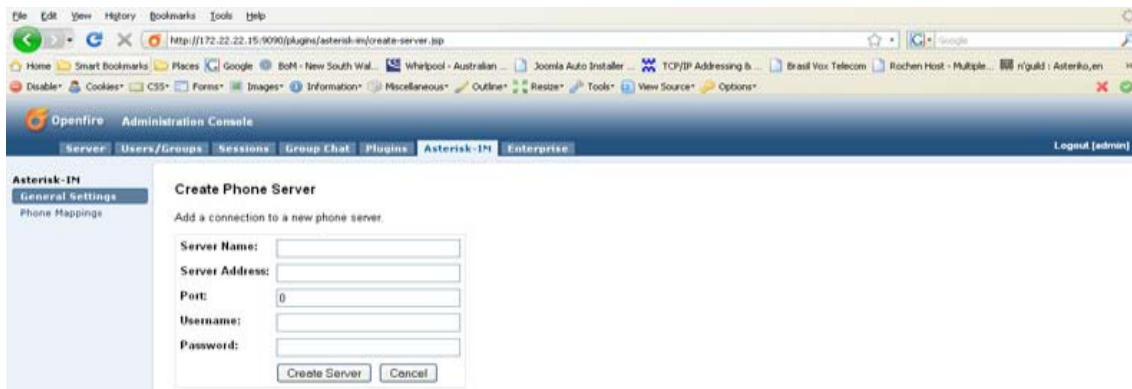 File Edit View History Bookmarks Tools Help
http://172.22.22.15:9090/plugins/asterisk-im/create-server.jsp Google
Home Smart Bookmarks Places Google BoM - New South Wal... Whirlpool - Australian ... Joomla Auto Installer ... TCP/IP Addressing & ... Brasil Vox Telecom Rochen Host - Multiple... n'guild : Asteriko,en
Disable Cookies CSS Forms Images Information Miscellaneous Outline Resize Tools View Source Options
Openfire Administration Console
Server Users/Groups Sessions Group Chat Plugins Asterisk-IM Enterprise Logout [admin]
Asterisk-IM
General Settings
Phone Mappings
Create Phone Server
Add a connection to a new phone server.
Server Name:
Server Address:
Port: 0
Username:
Password:
Create Server Cancel